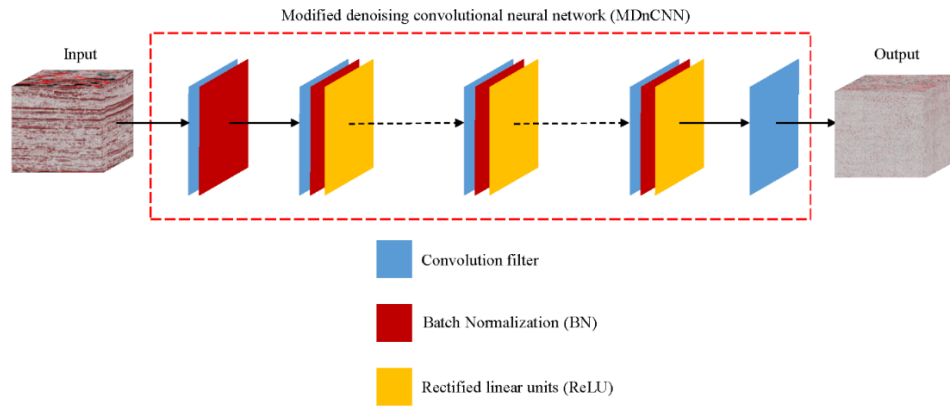 Modified denoising convolutional neural network (MDnCNN)
Input
Output
Convolution filter
Batch Normalization (BN)
Rectified linear units (ReLU)